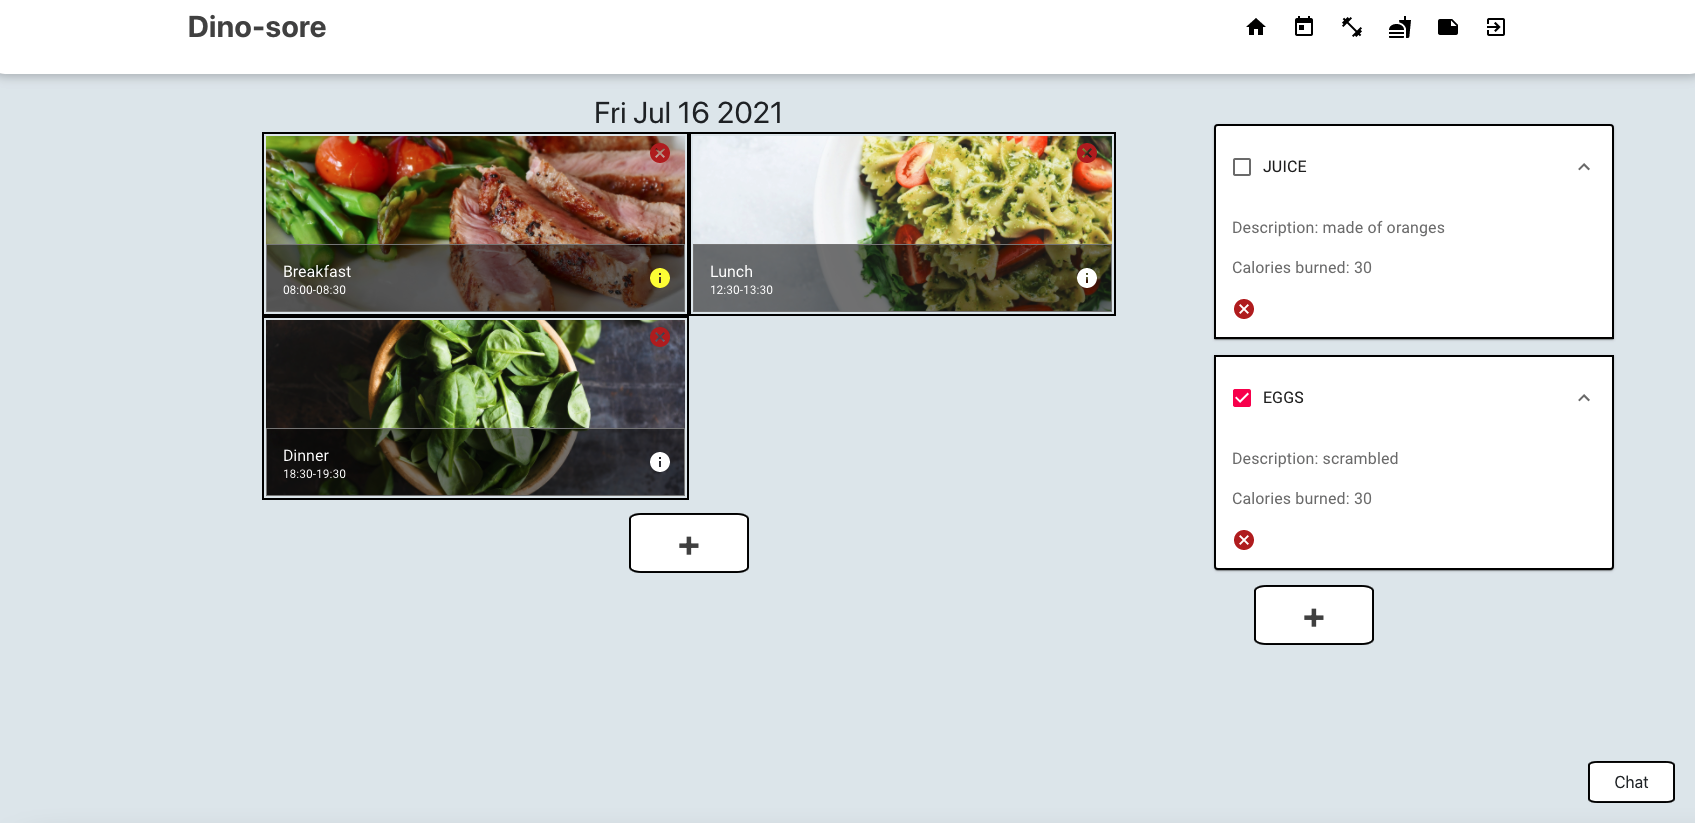 Dino-sore
Fri Jul 16 2021
Breakfast
08:00-08:30
Lunch
12:30-13:30
Dinner
18:30-19:30
JUICE
Description: made of oranges
Calories burned: 30
EGGS
Description: scrambled
Calories burned: 30
Chat